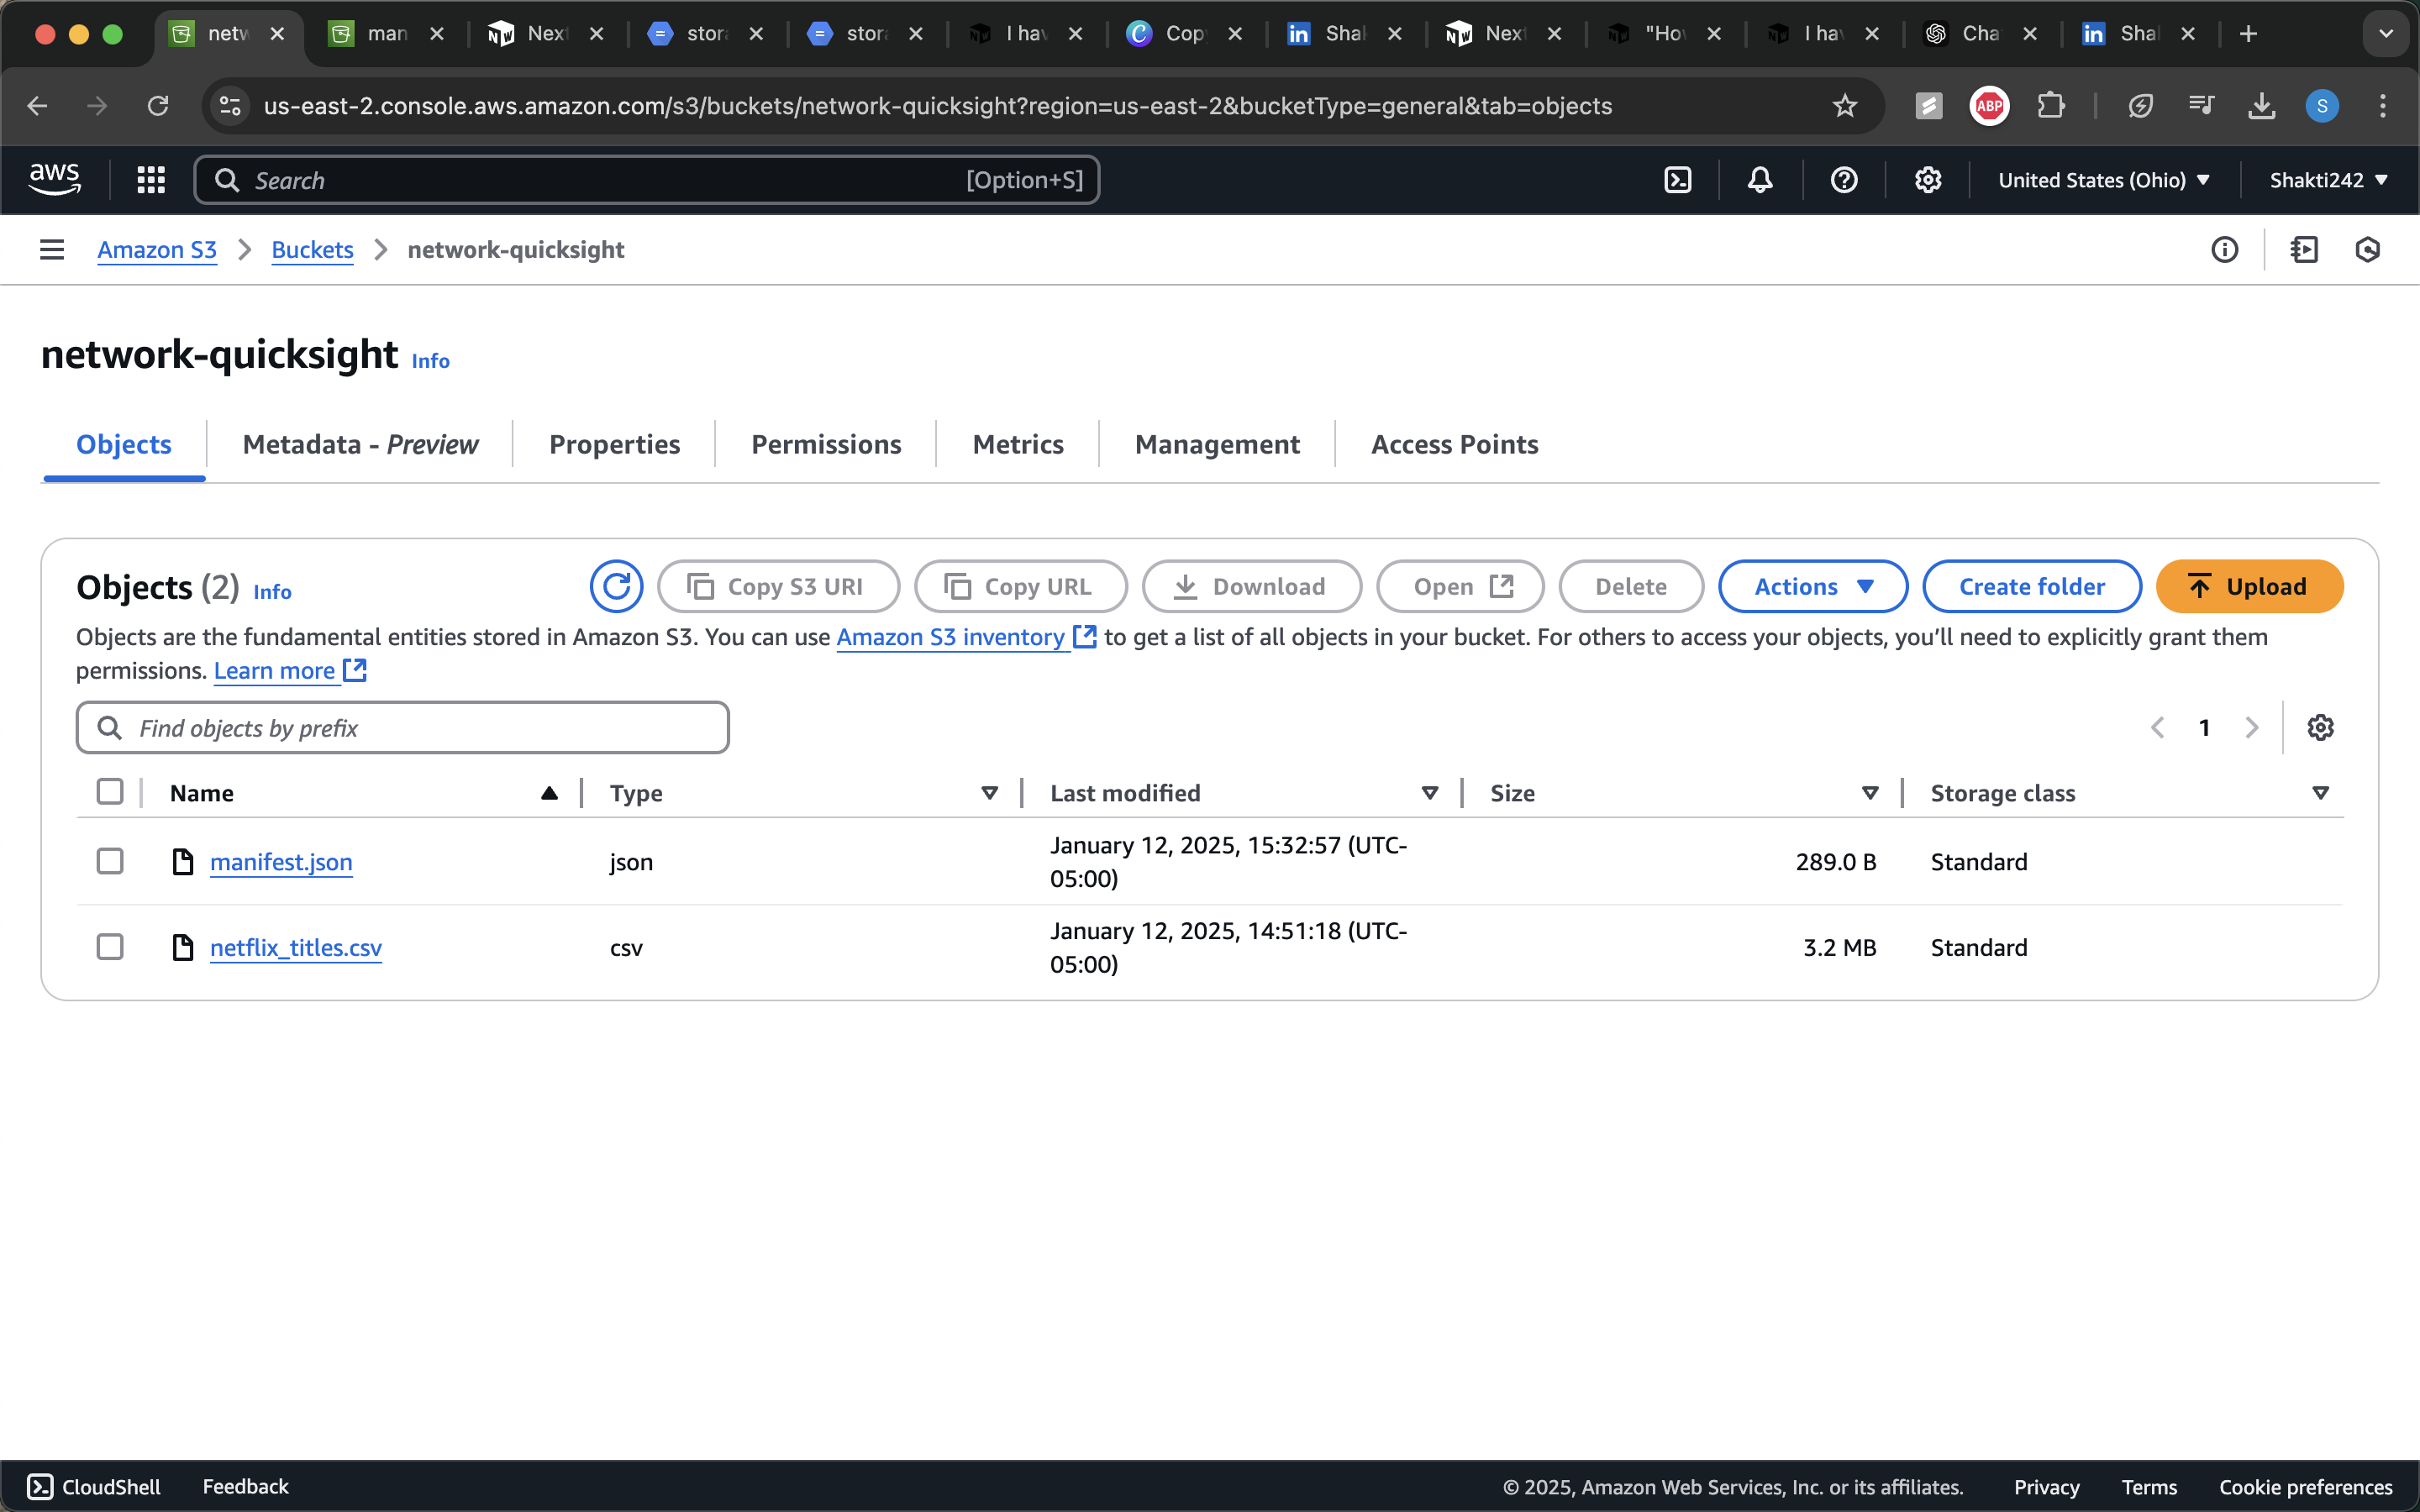 netw
man
Next
stora
stora
I hav
Copy
Shak
Next
"How
I hav
Cha
Shal
us-east-2.console.aws.amazon.com/s3/buckets/network-quicksight?region=us-east-2&bucketType=general&tab=objects
ABP
S
aws
Search
[Option+S]
United States (Ohio)
Shakti242
Amazon S3
Buckets
network-quicksight
network-quicksight Info
Objects
Metadata - Preview
Properties
Permissions
Metrics
Management
Access Points
Objects (2) Info
Copy S3 URI
Copy URL
Download
Open
Delete
Actions
Create folder
Upload
Objects are the fundamental entities stored in Amazon S3. You can use Amazon S3 inventory to get a list of all objects in your bucket. For others to access your objects, you’ll need to explicitly grant them
permissions. Learn more
Find objects by prefix
1
Name
Type
Last modified
Size
Storage class
manifest.json
json
January 12, 2025, 15:32:57 (UTC-
05:00)
289.0 B
Standard
netflix_titles.csv
csv
January 12, 2025, 14:51:18 (UTC-
05:00)
3.2 MB
Standard
CloudShell
Feedback
© 2025, Amazon Web Services, Inc. or its affiliates.
Privacy
Terms
Cookie preferences